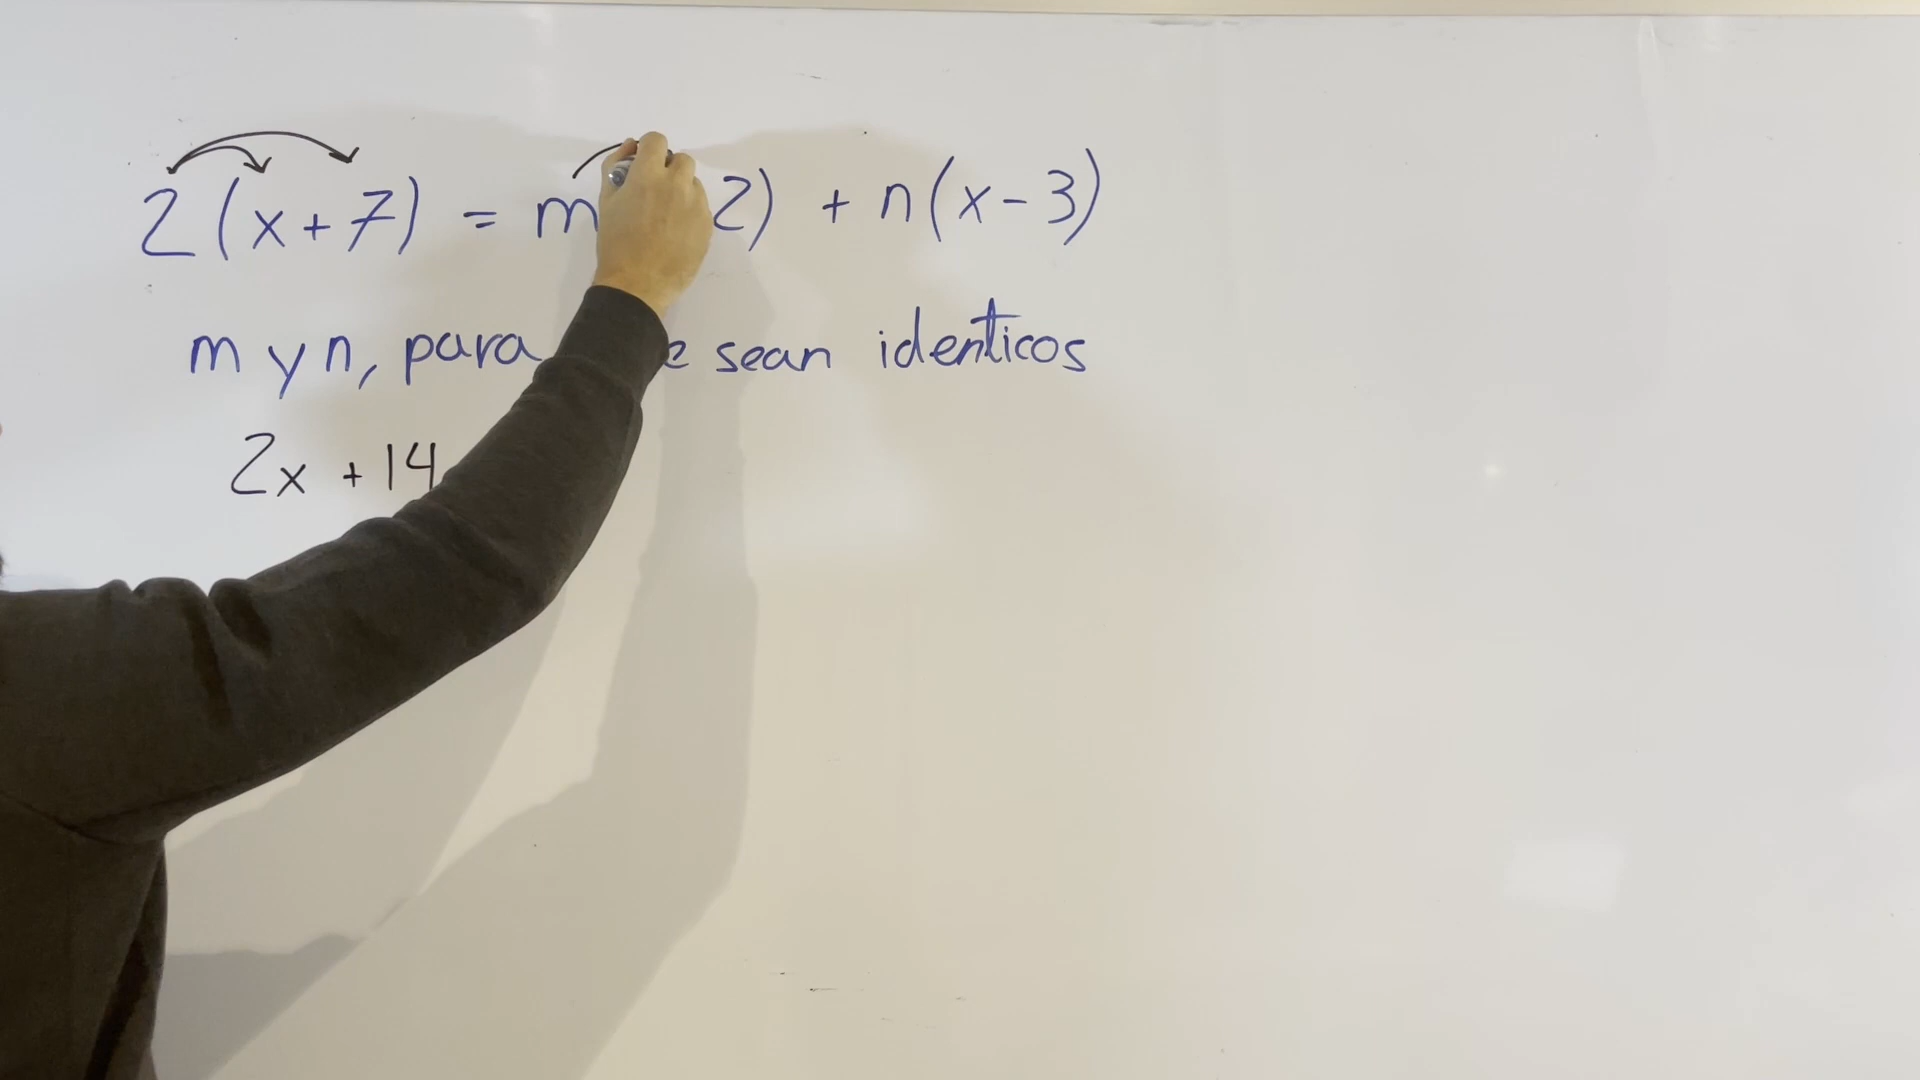 2(x+7) = m 2) + n(x-3)
m y n, para sean identicos
2x +14